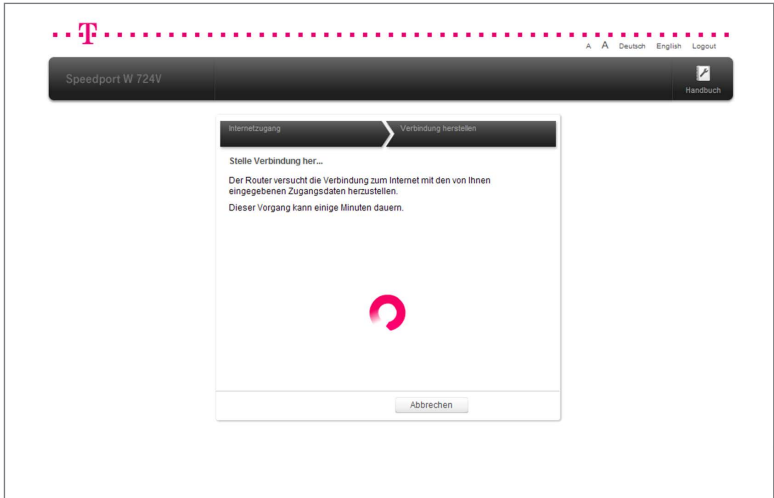 T
A A Deutsch English Logout
Speedport W 724V
Handbuch
Internetzugang Verbindung herstellen
Stelle Verbindung her...
Der Router versucht die Verbindung zum Internet mit den von Ihnen
eingegebenen Zugangsdaten herzustellen.
Dieser Vorgang kann einige Minuten dauern.
Abbrechen